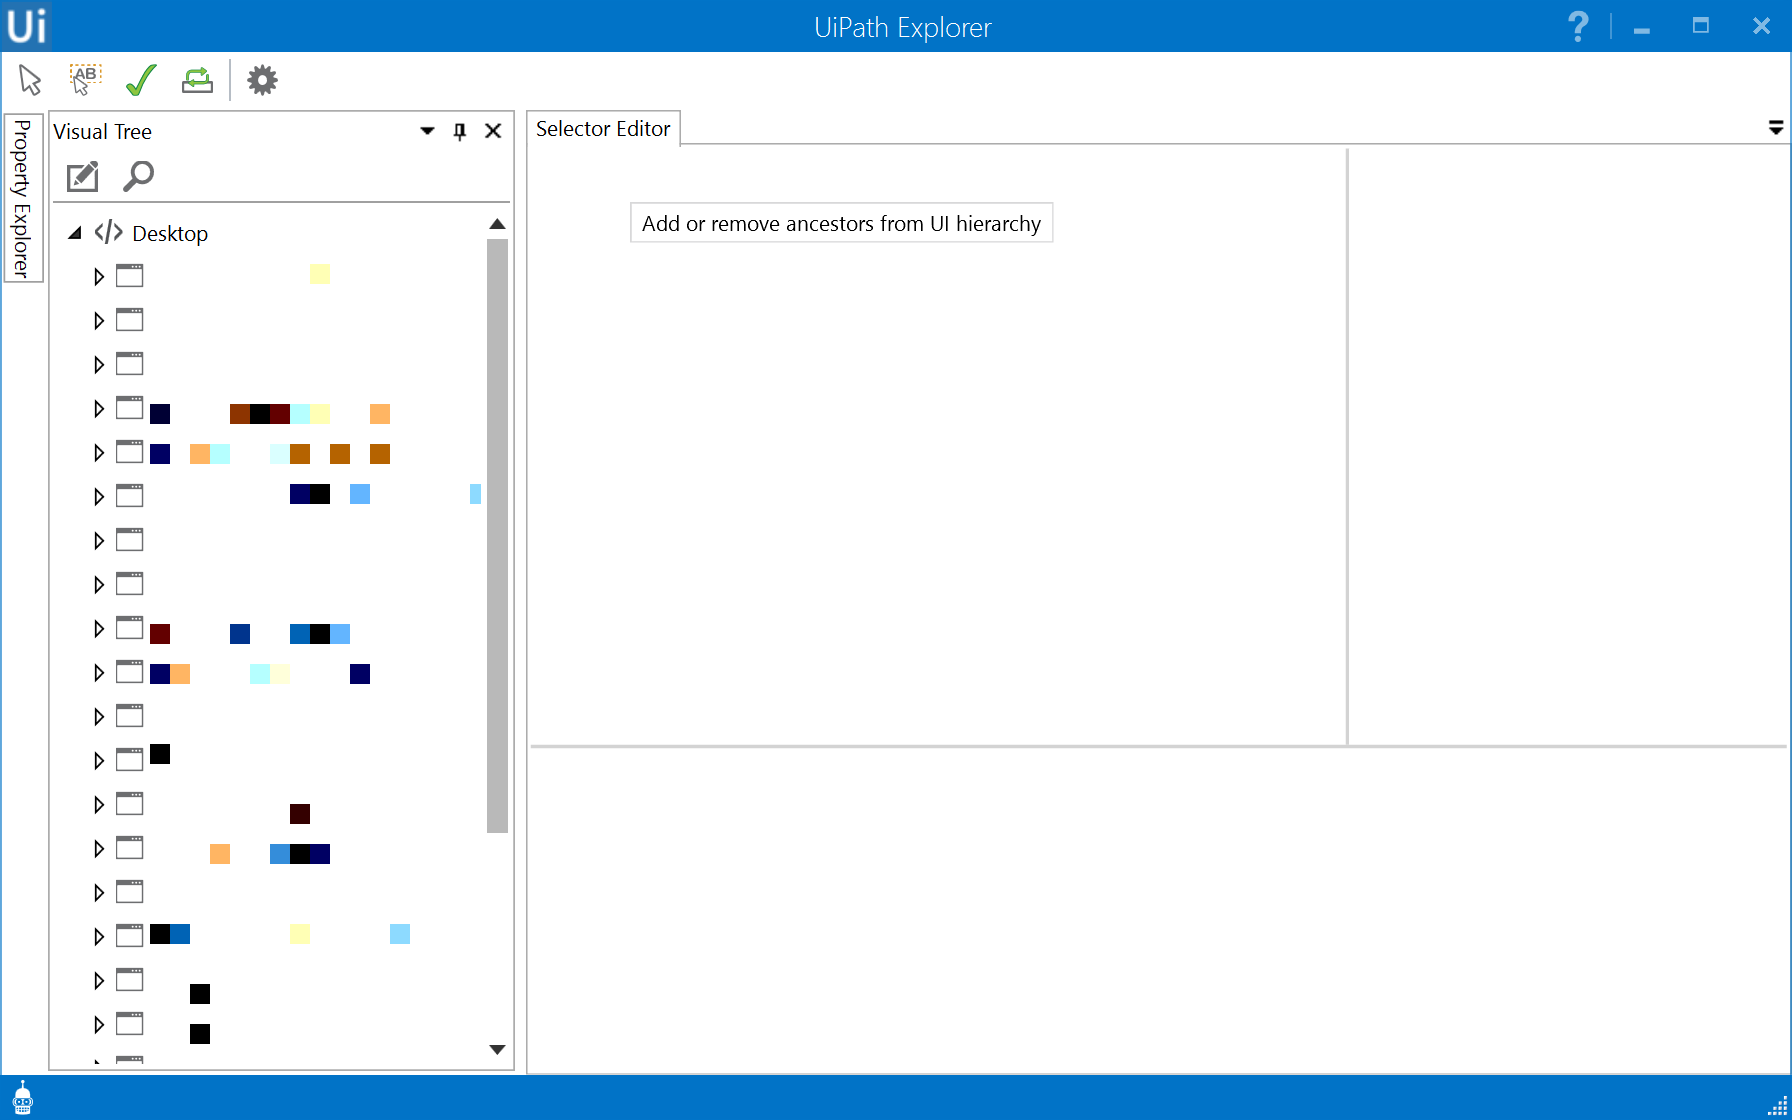 Ui
UiPath Explorer
?
AB
Property Explorer
Visual Tree
Selector Editor
Add or remove ancestors from UI hierarchy
</> Desktop